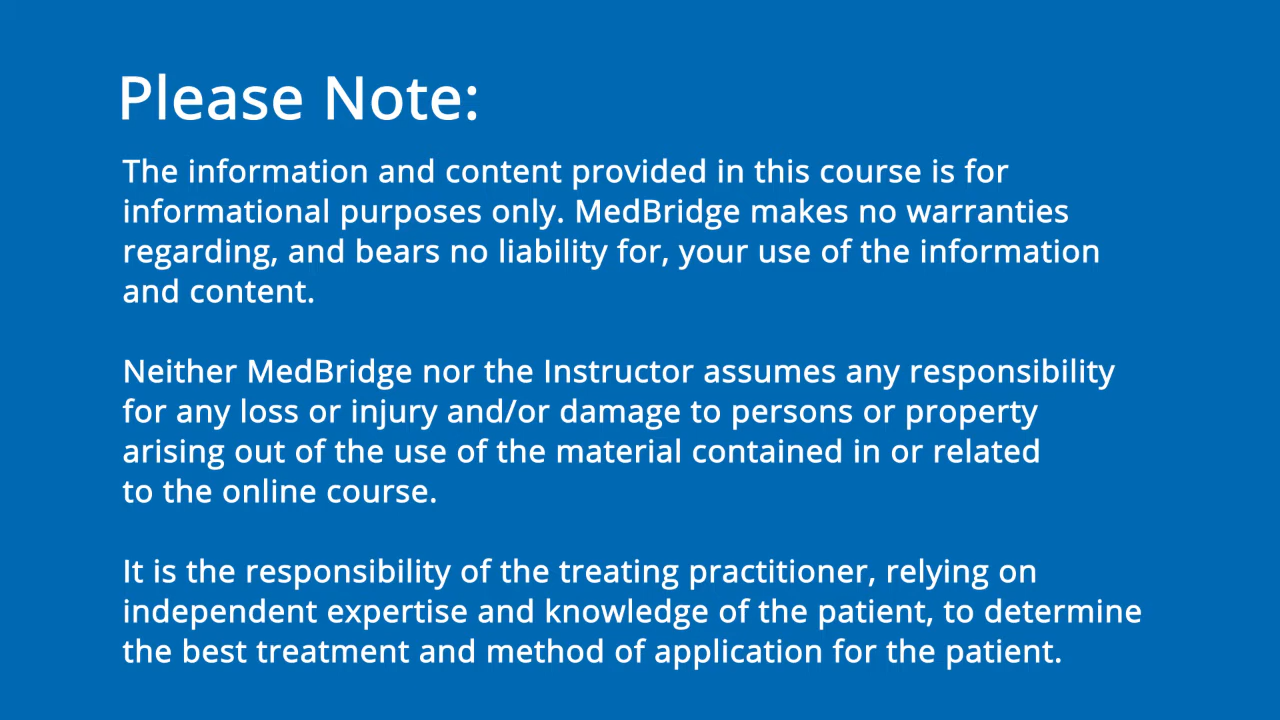 Please Note:
The information and content provided in this course is for
informational purposes only. MedBridge makes no warranties
regarding, and bears no liability for, your use of the information
and content.
Neither MedBridge nor the Instructor assumes any responsibility
for any loss or injury and/or damage to persons or property
arising out of the use of the material contained in or related
to the online course.
It is the responsibility of the treating practitioner, relying on
independent expertise and knowledge of the patient, to determine
the best treatment and method of application for the patient.